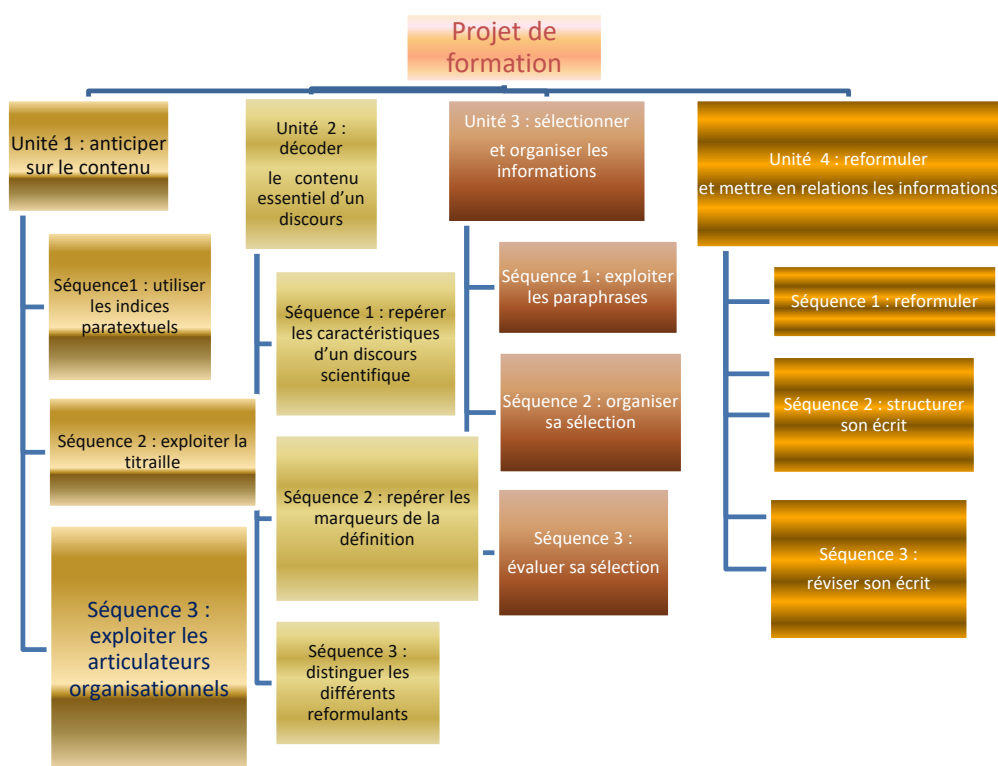 Projet de
formation
Unité 1 : anticiper
sur le contenu
Séquence1 : utiliser
les indices
paratextuels
Séquence 2 : exploiter la
titraille
Séquence 3 :
exploiter les
articulateurs
organisationnels
Unité 2 :
décoder
le contenu
essentiel d’un
discours
Séquence 1 : repérer
les caractéristiques
d’un discours
scientifique
Séquence 2 : repérer les
marqueurs de la
définition
Séquence 3 :
distinguer les
différents
reformulants
Unité 3 : sélectionner
et organiser les
informations
Séquence 1 : exploiter
les paraphrases
Séquence 2 : organiser
sa sélection
Séquence 3 :
évaluer sa sélection
Unité 4 : reformuler
et mettre en relations les informations
Séquence 1 : reformuler
Séquence 2 : structurer
son écrit
Séquence 3 :
réviser son écrit